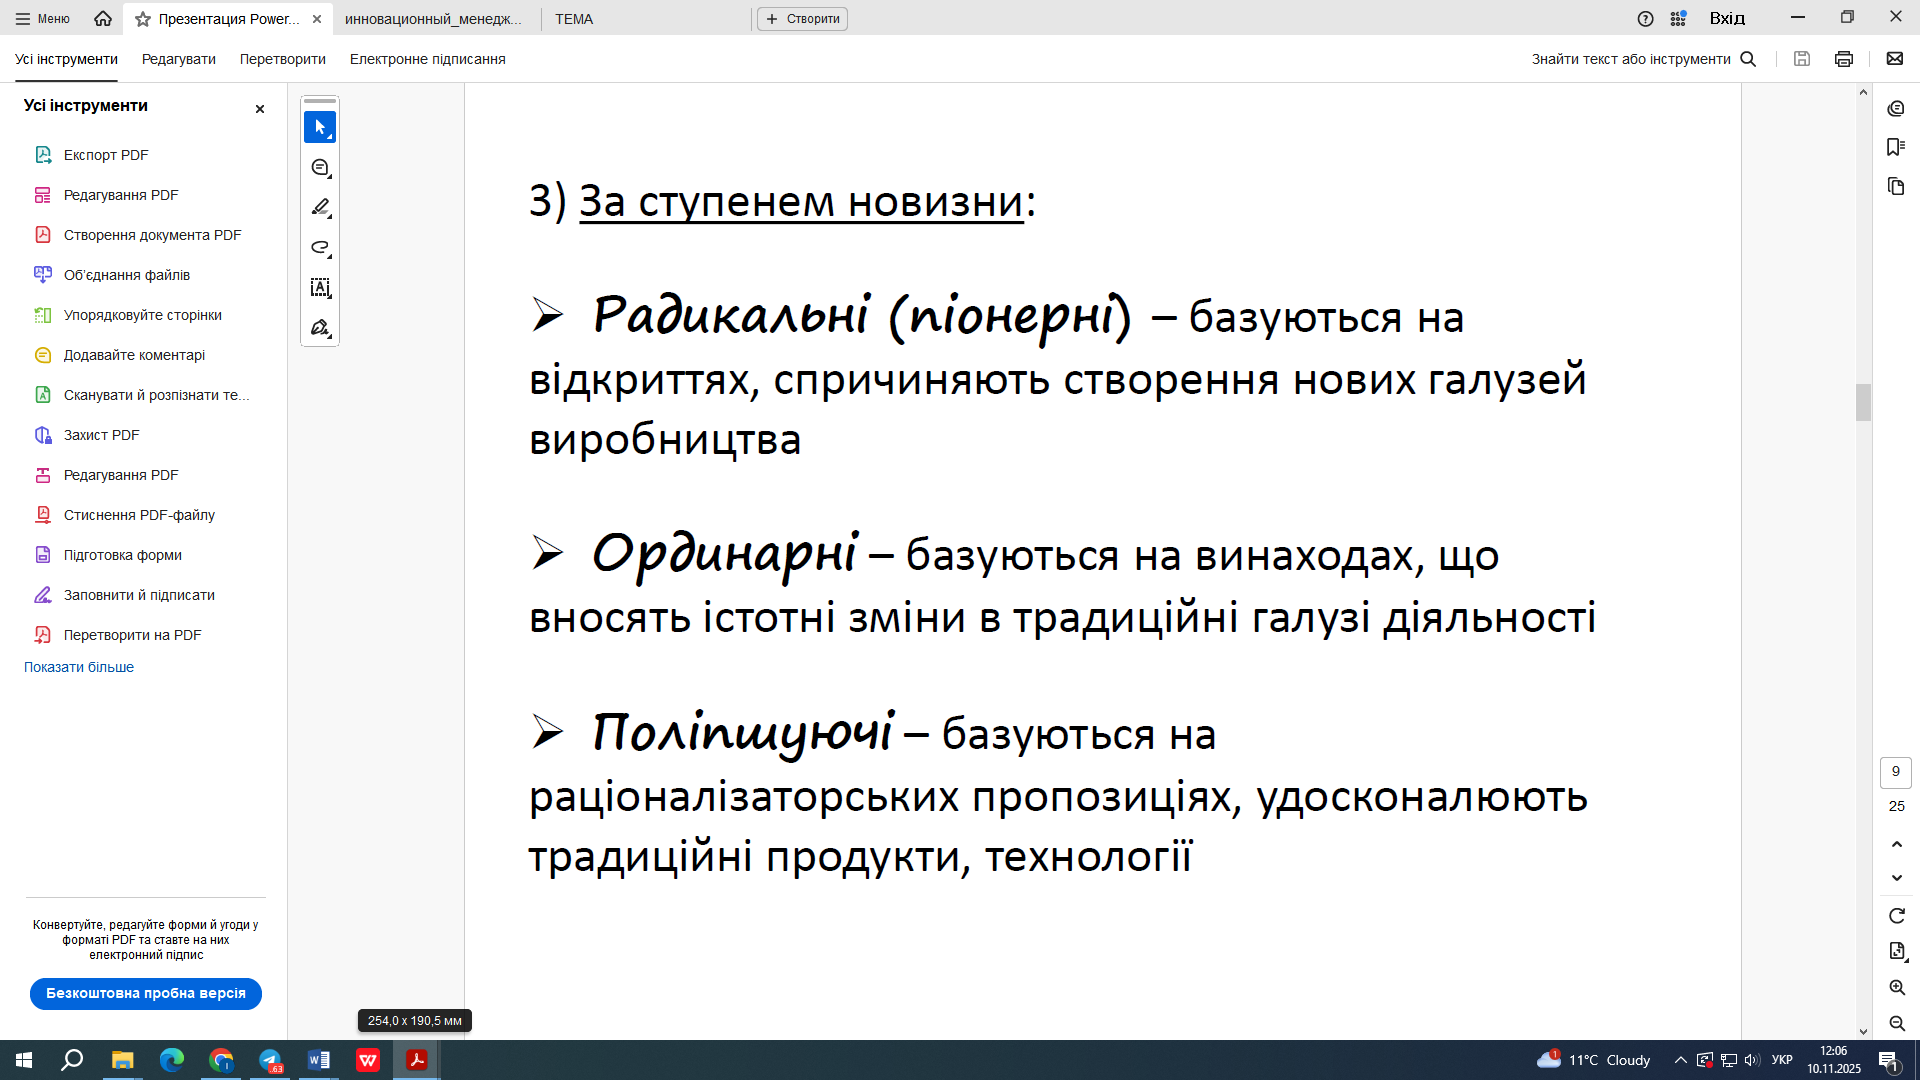 Меню
Презентация Power...
инновационный_менедж...
ТЕМА
Створити
Вхід
Усі інструменти
Редагувати
Перетворити
Електронне підписання
Знайти текст або інструменти
Усі інструменти
Експорт PDF
Редагування PDF
Створення документа PDF
Об'єднання файлів
Упорядковуйте сторінки
Додавайте коментарі
Сканувати й розпізнати те...
Захист PDF
Редагування PDF
Стиснення PDF-файлу
Підготовка форми
Заповнити й підписати
Перетворити на PDF
Показати більше
Конвертуйте, редагуйте форми й угоди у
форматі PDF та ставте на них
електронний підпис
Безкоштовна пробна версія
3) За ступенем новизни:
➢ Радикальні (піонерні) – базуються на
відкриттях, спричиняють створення нових галузей
виробництва
➢ Ординарні – базуються на винаходах, що
вносять істотні зміни в традиційні галузі діяльності
➢ Поліпшуючі – базуються на
раціоналізаторських пропозиціях, удосконалюють
традиційні продукти, технології
9
25
254,0 x 190,5 мм
11°C Cloudy
УКР
12:06
10.11.2025